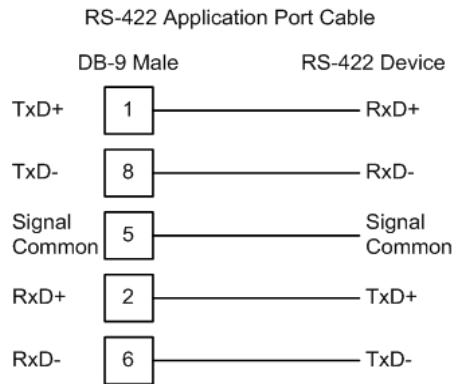 RS-422 Application Port Cable
DB-9 Male RS-422 Device
TxD+ 1 RxD+
TxD- 8 RxD-
Signal Signal
Common 5 Common
RxD+ 2 TxD+
RxD- 6 TxD-